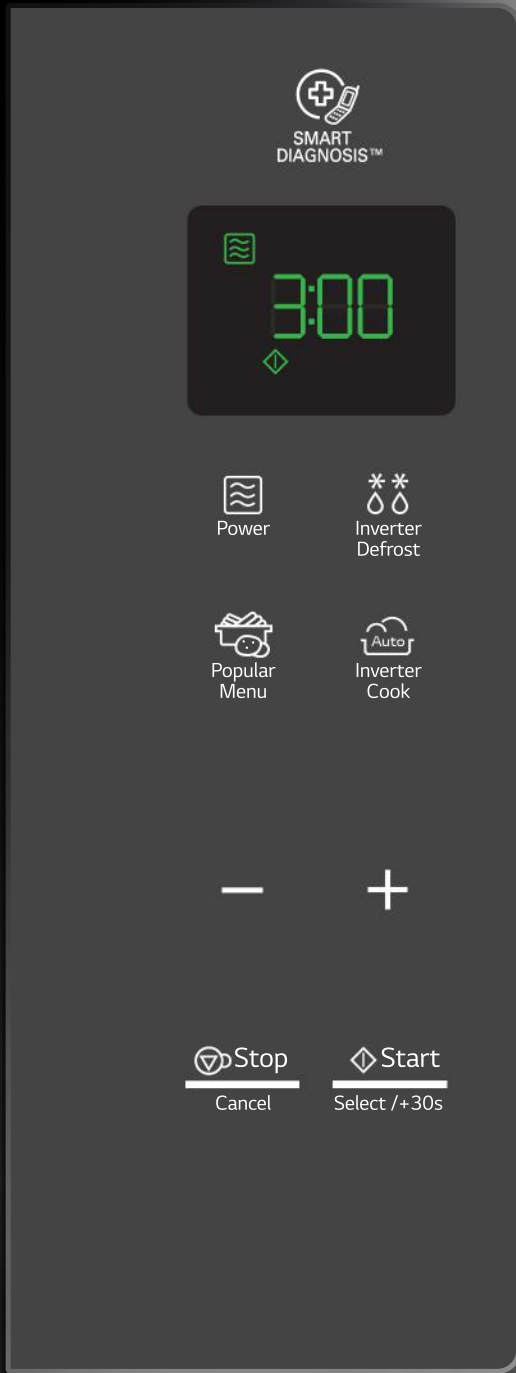 SMART
DIAGNOSIS™
3:00
Power
Inverter
Defrost
Popular
Menu
Auto
Inverter
Cook
− +
Stop
Cancel
Start
Select /+30s